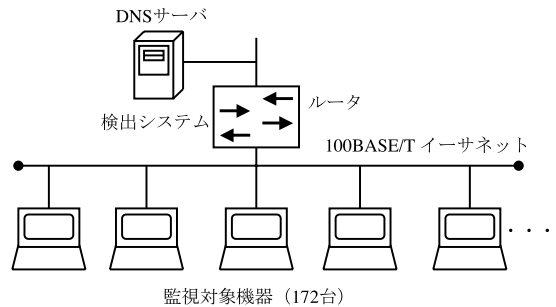 DNSサーバ
ルータ
検出システム
100BASE/T イーサネット
・・・
監視対象機器（172台）